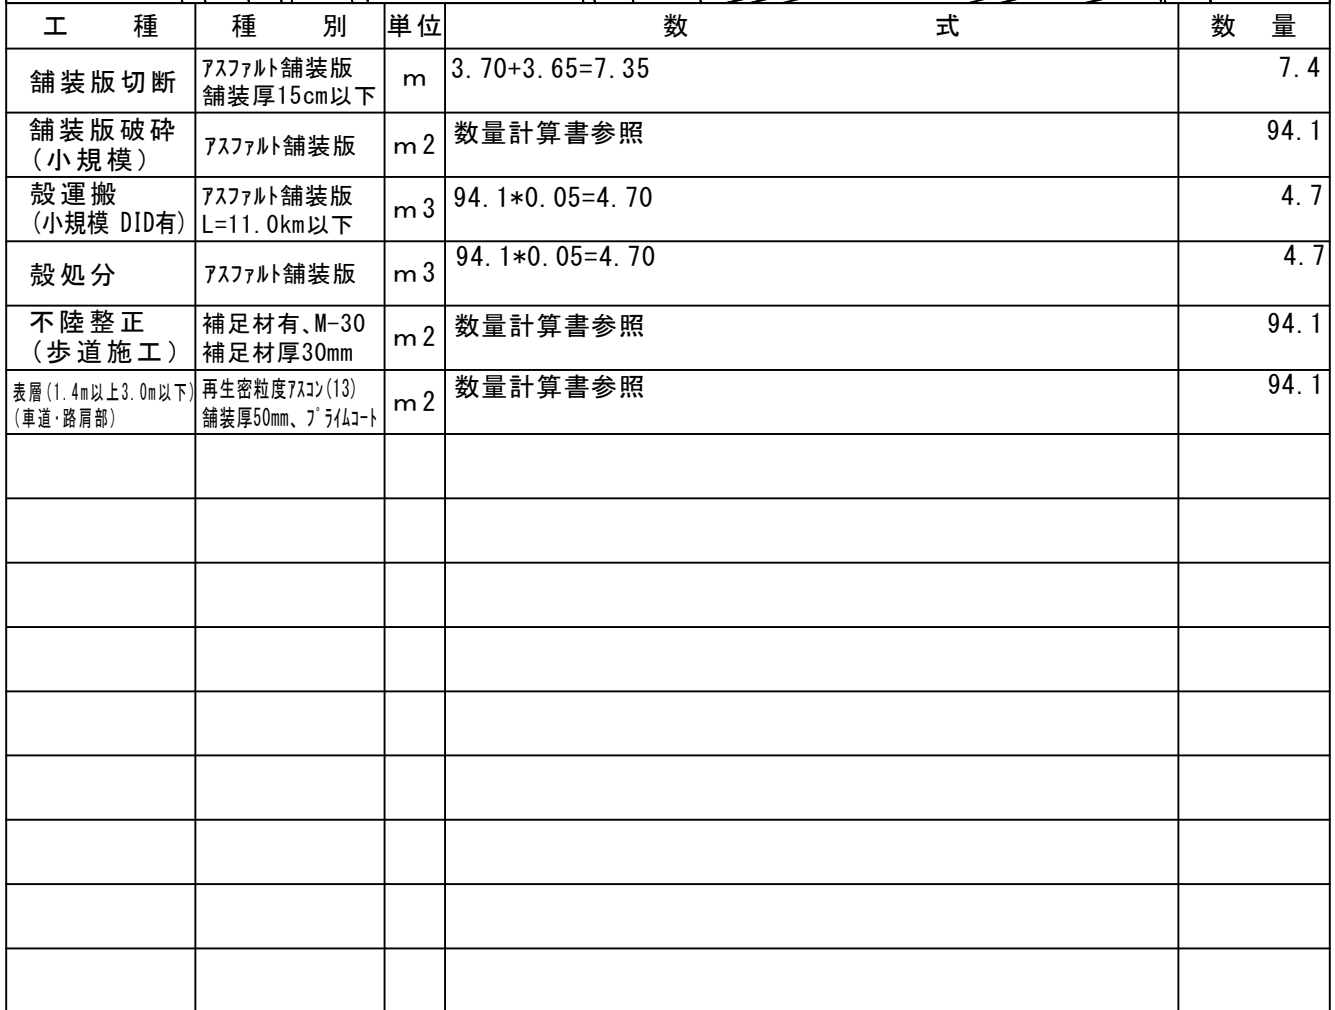 工　種 種　別 単位 数　式 数　量
舗装版切断 ｱｽﾌｧﾙﾄ舗装版 m 3.70+3.65=7.35 7.4
舗装厚15cm以下
舗装版破砕 ｱｽﾌｧﾙﾄ舗装版 m2 数量計算書参照 94.1
(小規模)
殻運搬 ｱｽﾌｧﾙﾄ舗装版 m3 94.1*0.05=4.70 4.7
(小規模 DID有) L=11.0km以下
殻処分 ｱｽﾌｧﾙﾄ舗装版 m3 94.1*0.05=4.70 4.7
不陸整正 補足材有、M-30 m2 数量計算書参照 94.1
(歩道施工) 補足材厚30mm
表層(1.4m以上3.0m以下) 再生密粒度ｱｽｺﾝ(13) m2 数量計算書参照 94.1
(車道･路肩部) 舗装厚50mm、ﾌﾟﾗｲﾑｺｰﾄ